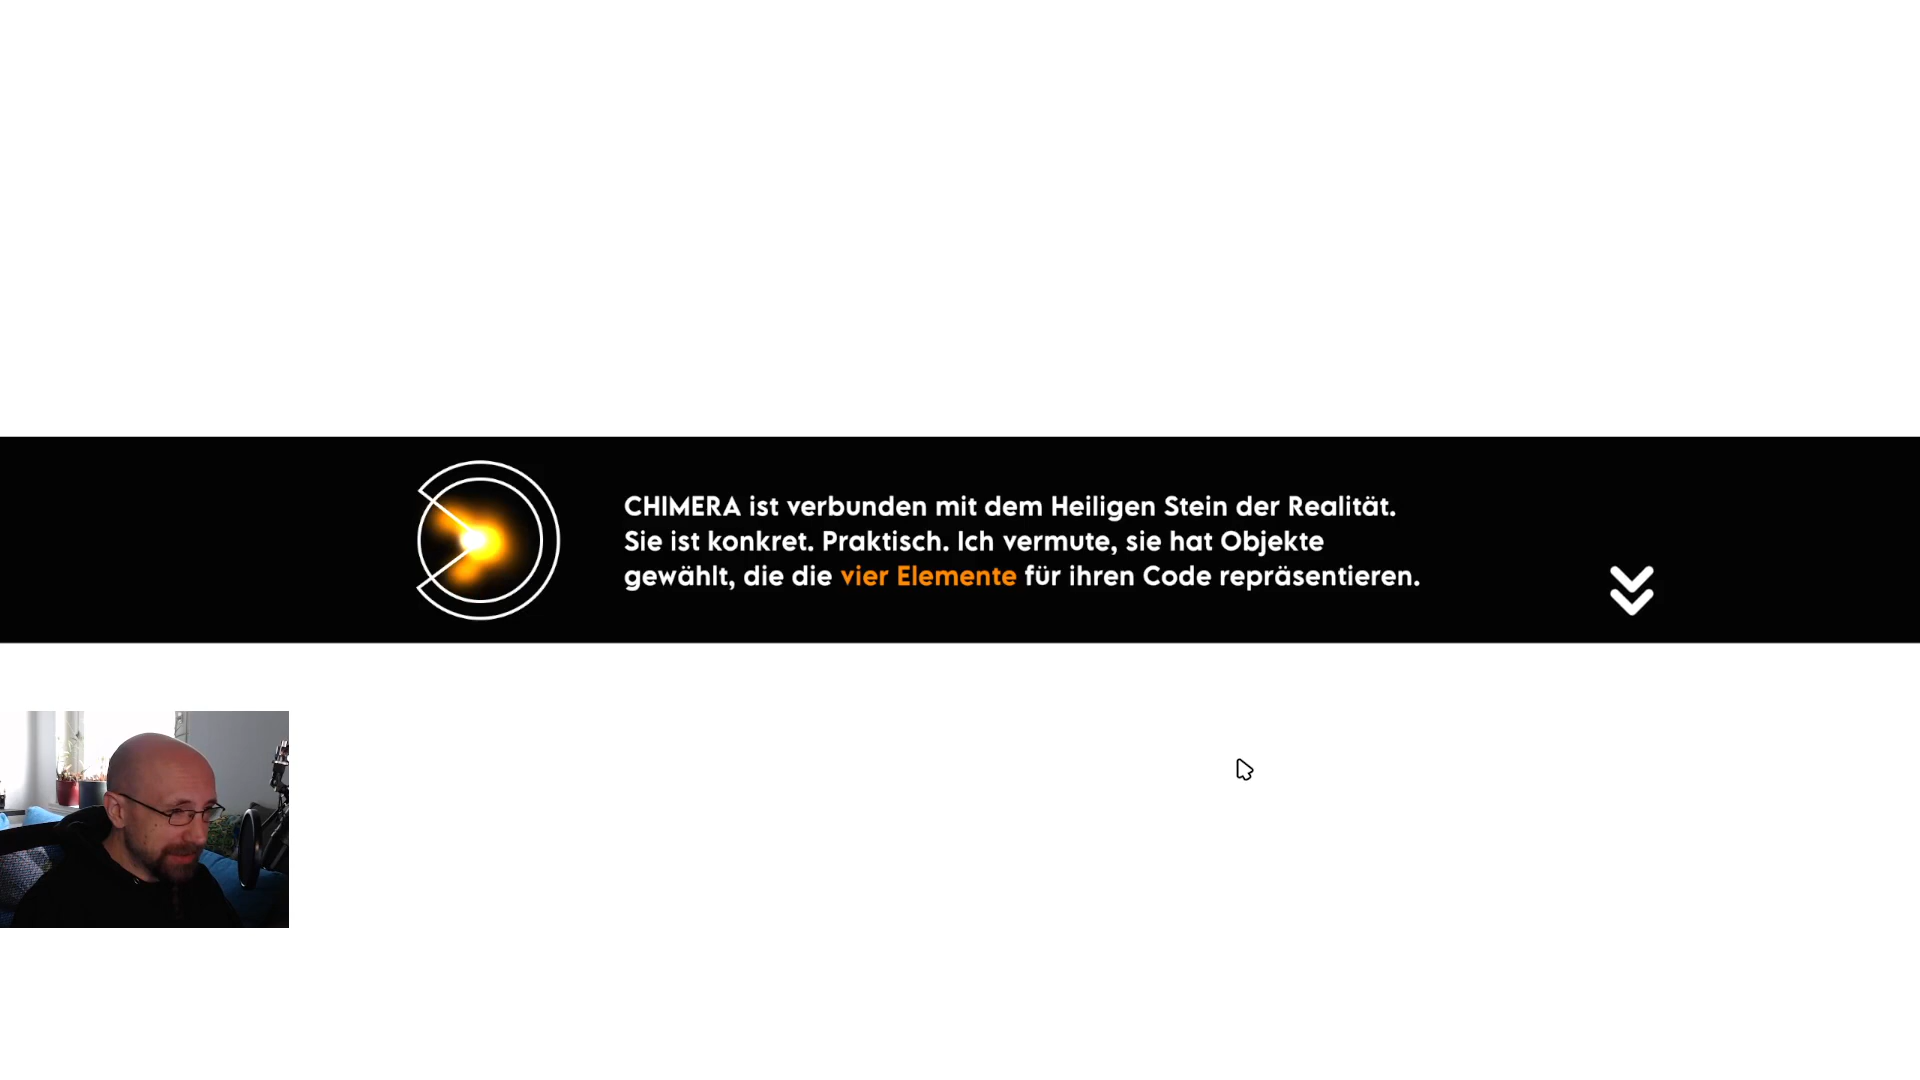 CHIMERA ist verbunden mit dem Heiligen Stein der Realität.
Sie ist konkret. Praktisch. Ich vermute, sie hat Objekte
gewählt, die die vier Elemente für ihren Code repräsentieren.